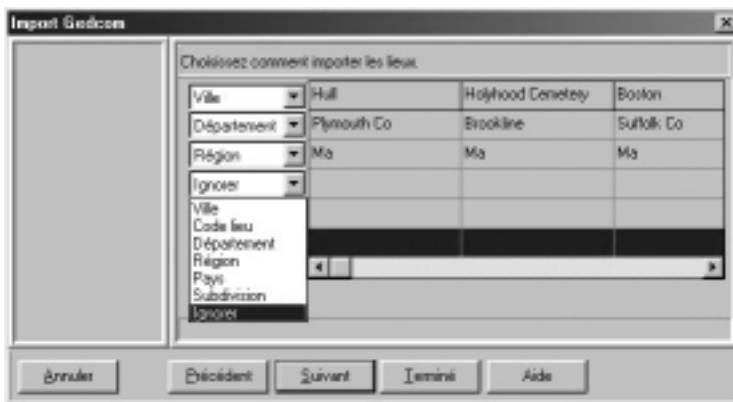 Import Gedcom
Choisissez comment importer les lieux.
Ville Hull Holyhood Cemetery Boston
Département Plymouth Co Brookline Suffolk Co
Région Ma Ma Ma
Ignorer
Ville
Code lieu
Département
Région
Pays
Subdivision
Ignorer
Annuler Précédent Suivant Terminé Aide